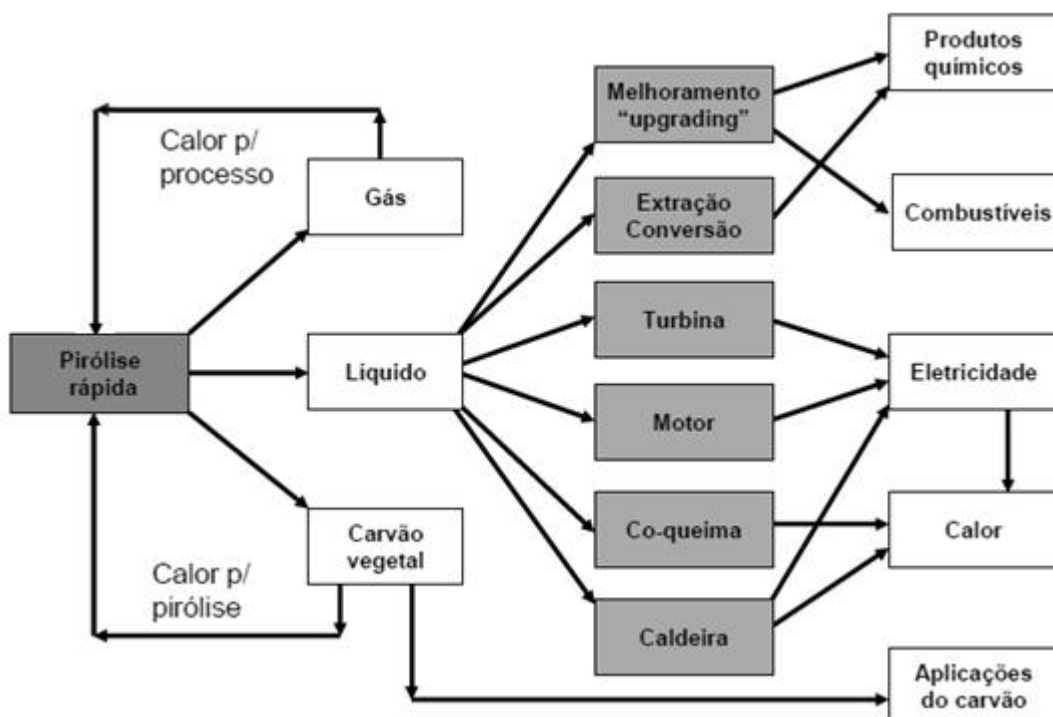 Produtos
químicos
Melhoramento
“upgrading”
Calor p/
processo
Gás
Extração
Conversão
Combustíveis
Turbina
Pirólise
rápida
Liquido
Eletricidade
Motor
Carvão
vegetal
Co-queima
Calor
Calor p/
pirólise
Caldeira
Aplicações
do carvão